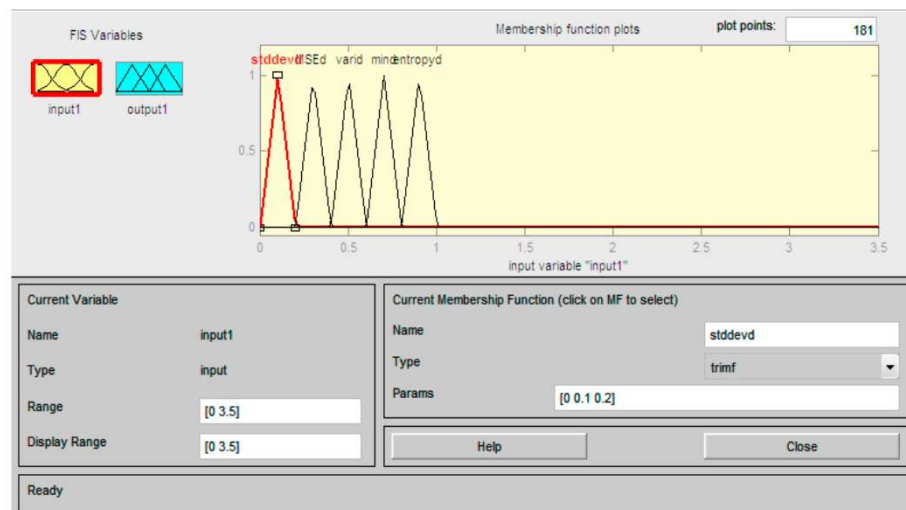 FIS Variables
Membership function plots
plot points:
181
input1
output1
stddevd
MSEd
varid
mind
entropyd
1
0.5
0
0
0.5
1
1.5
2
2.5
3
3.5
input variable "input1"
Current Variable
Name
input1
Type
input
Range
[0 3.5]
Display Range
[0 3.5]
Current Membership Function (click on MF to select)
Name
stddevd
Type
trimf
Params
[0 0.1 0.2]
Help
Close
Ready